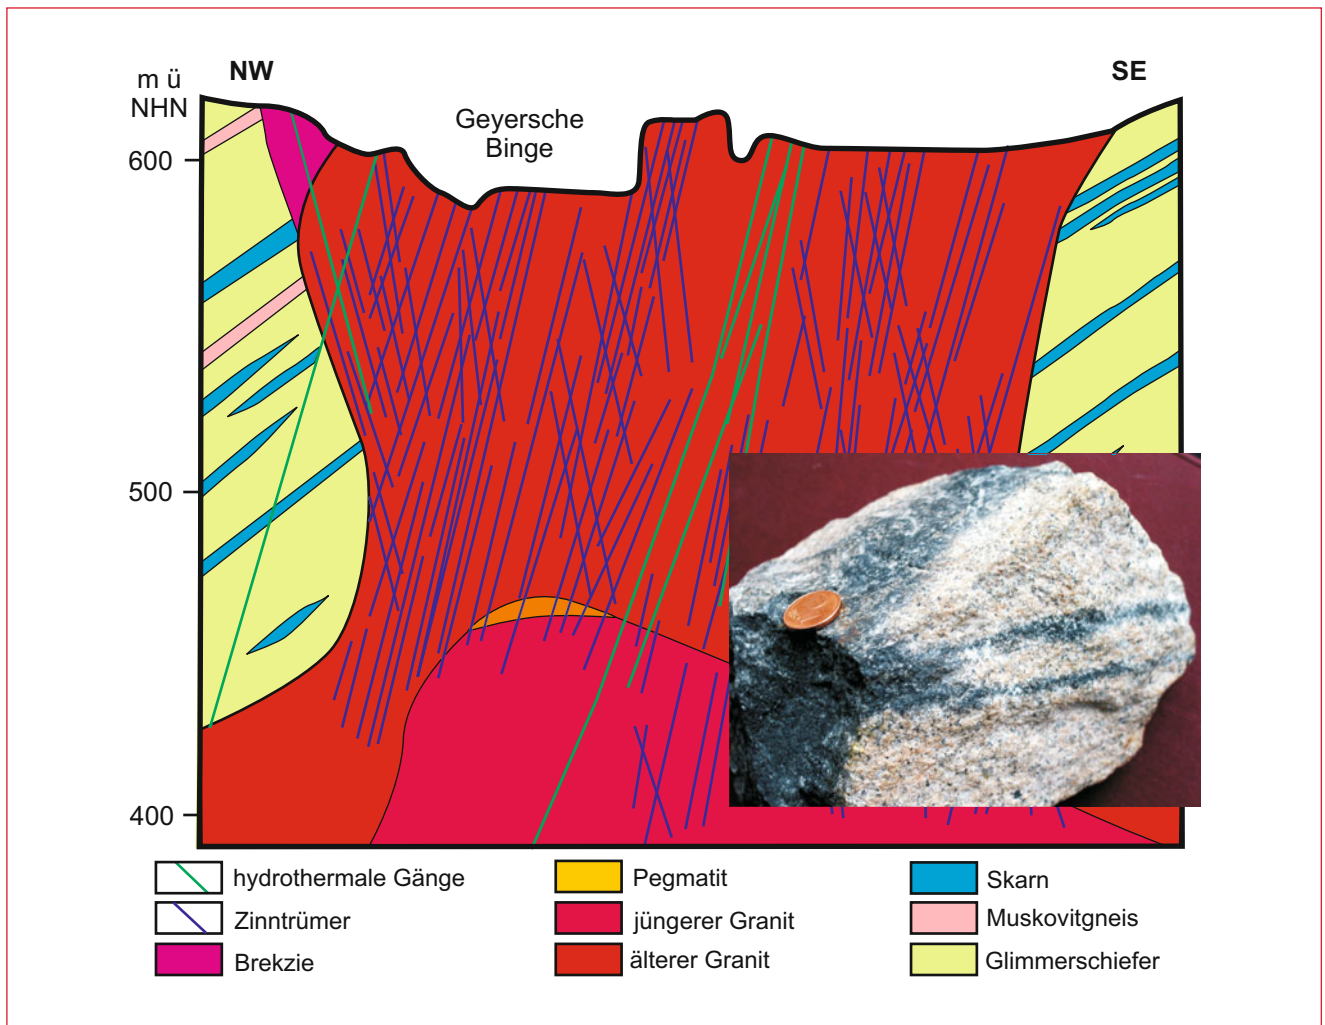 NW
SE
m ü
NHN
Geyersche
Binge
600
500
400
hydrothermale Gänge
Zinntrümer
Brekzie
Pegmatit
jüngerer Granit
älterer Granit
Skarn
Muskovitgneis
Glimmerschiefer